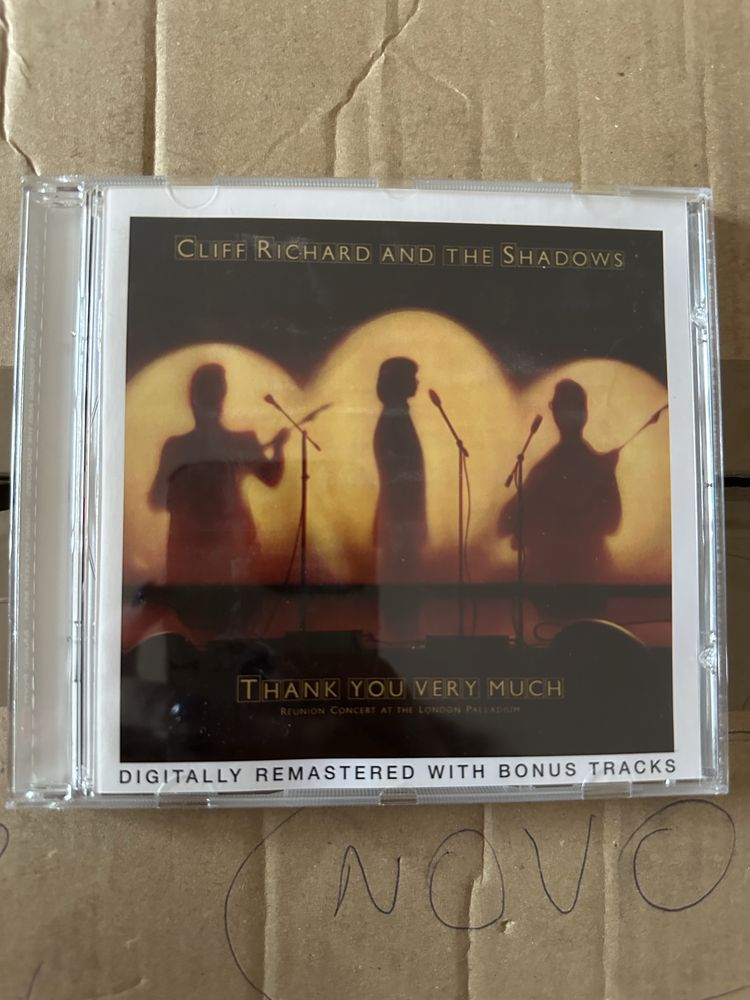 CLIFF RICHARD AND THE SHADOWS
THANK YOU VERY MUCH
REUNION CONCERT AT THE LONDON PALLADIUM
DIGITALLY REMASTERED WITH BONUS TRACKS
NOVO